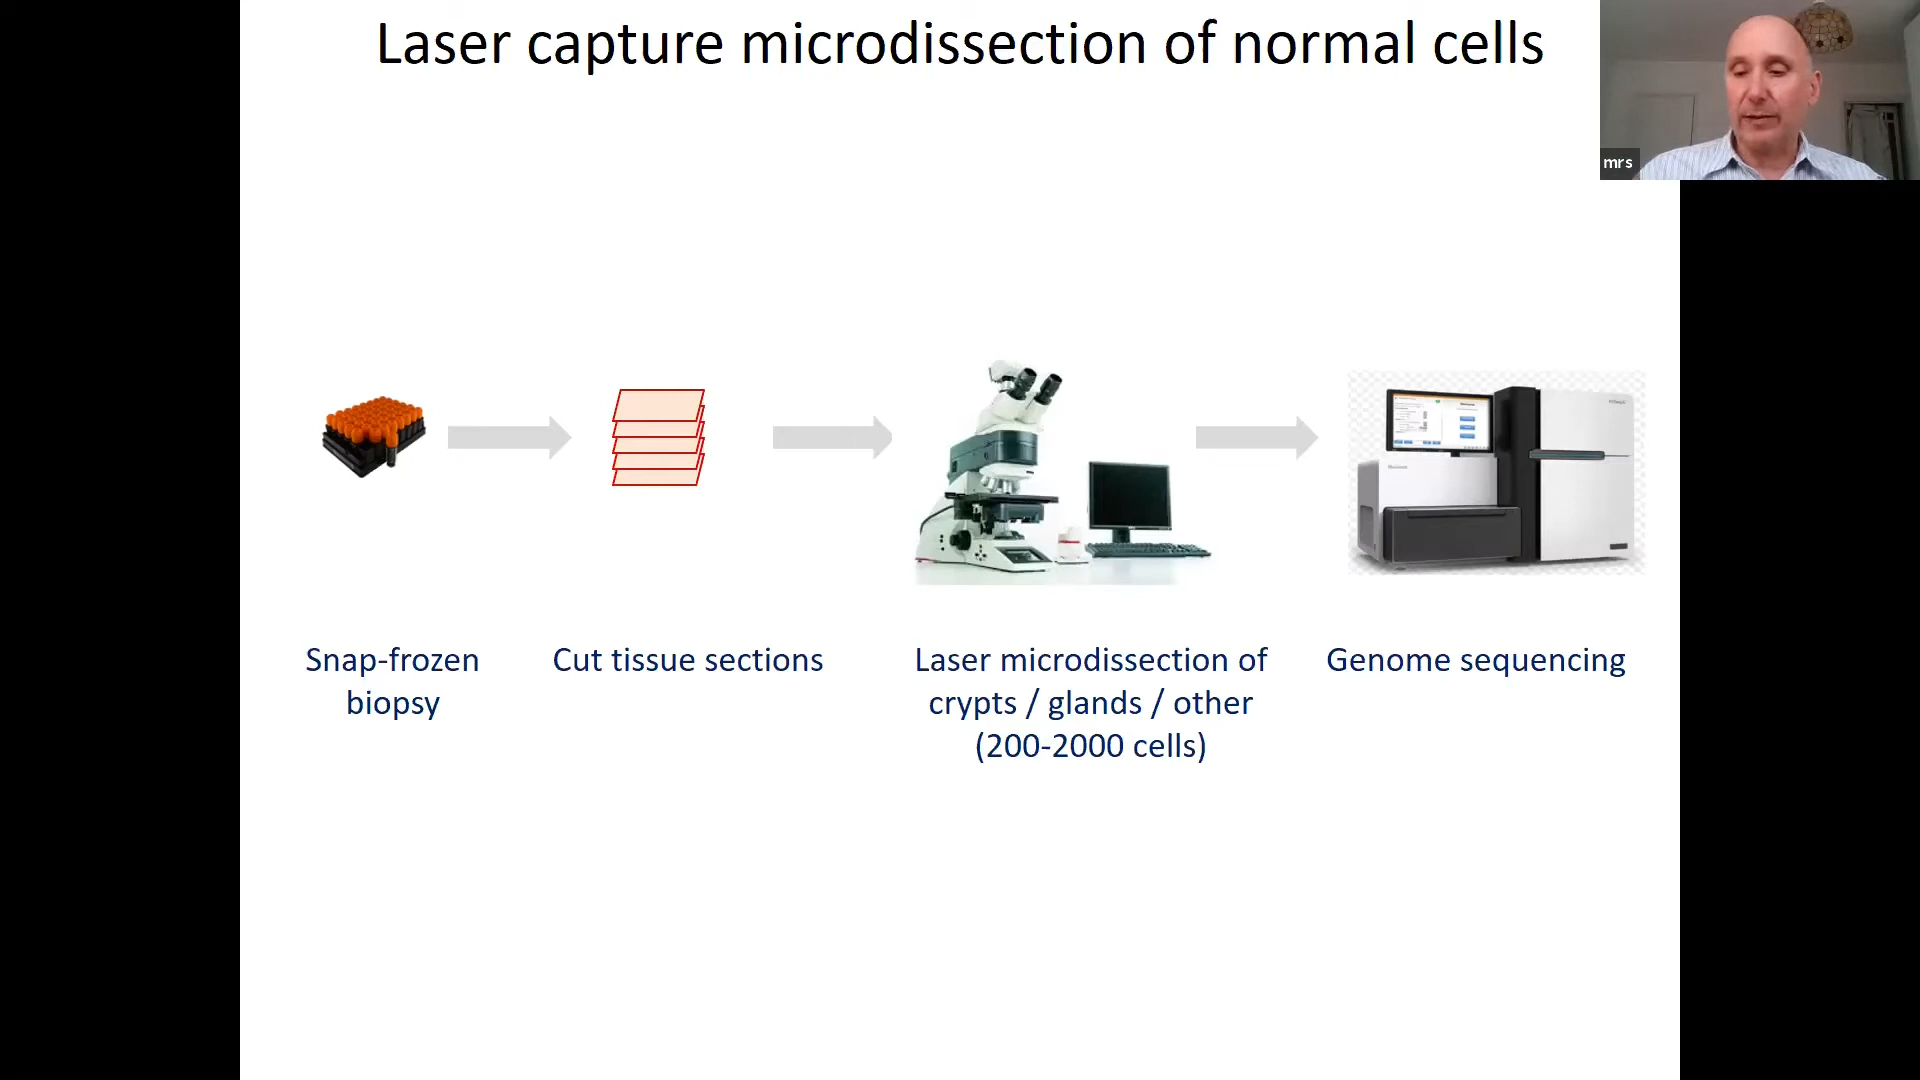 Laser capture microdissection of normal cells
mrs
Snap-frozen
biopsy
Cut tissue sections
Laser microdissection of
crypts / glands / other
(200-2000 cells)
Genome sequencing